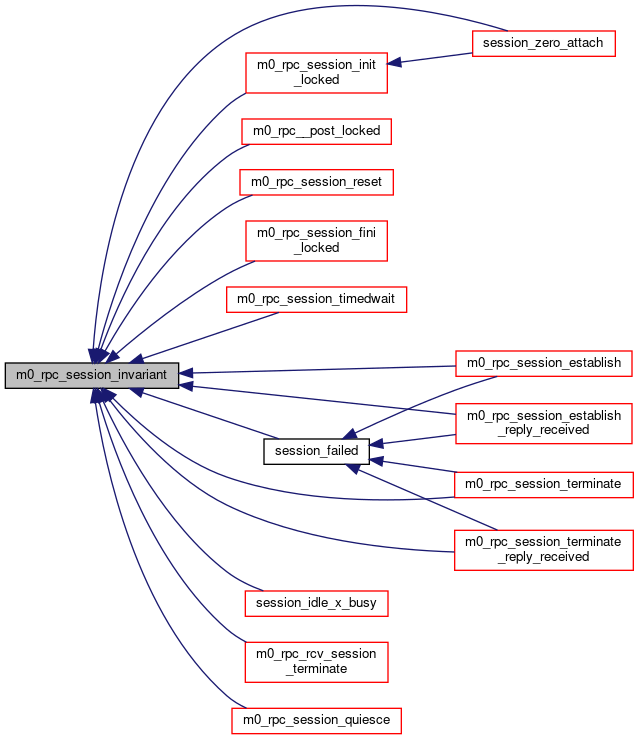 session_zero_attach
m0_rpc_session_init
_locked
m0_rpc__post_locked
m0_rpc_session_reset
m0_rpc_session_fini
_locked
m0_rpc_session_timedwait
m0_rpc_session_invariant
m0_rpc_session_establish
m0_rpc_session_establish
_reply_received
session_failed
m0_rpc_session_terminate
m0_rpc_session_terminate
_reply_received
session_idle_x_busy
m0_rpc_rcv_session
_terminate
m0_rpc_session_quiesce